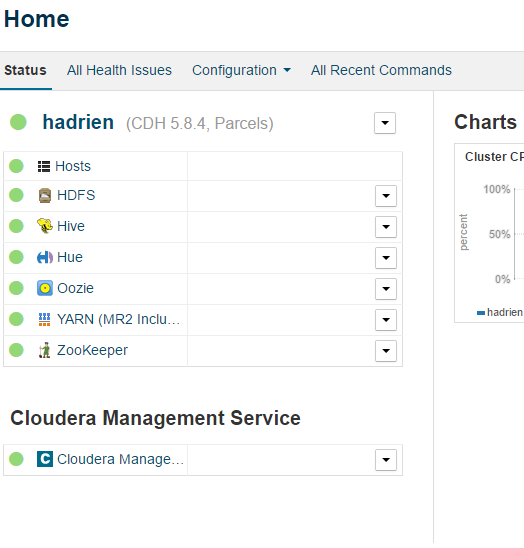 Home
Status All Health Issues Configuration All Recent Commands
hadrien (CDH 5.8.4, Parcels)
Hosts
HDFS
Hive
Hue
Oozie
YARN (MR2 Inclu...
ZooKeeper
Cloudera Management Service
C Cloudera Manage...
Charts
Cluster CP
percent
100%
50%
0%
hadrien